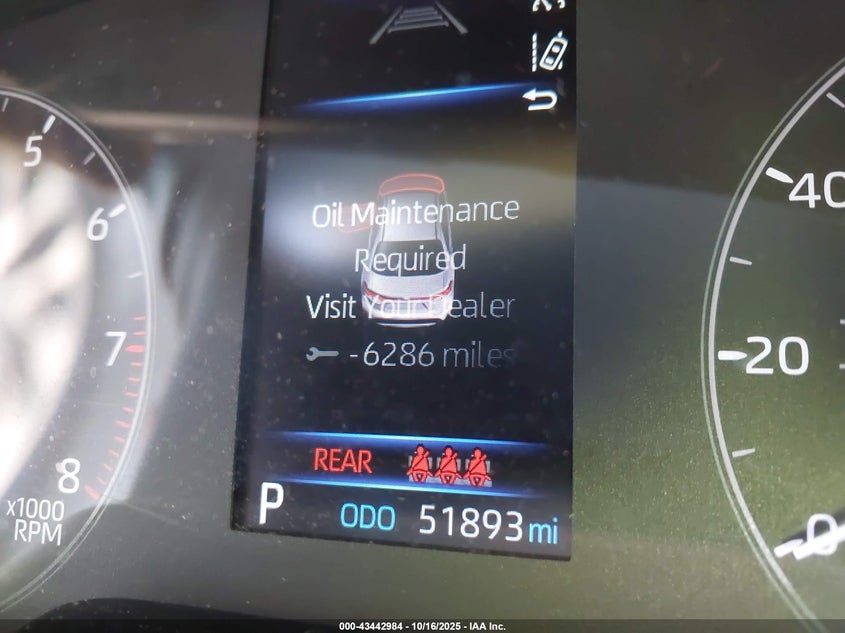 Oil Maintenance
Required
Visit Your Dealer
-6286 miles
REAR
P
ODO 51893 mi
5
6
7
8
x1000
RPM
40
20
0
000-43442984 - 10/16/2025 - IAA Inc.